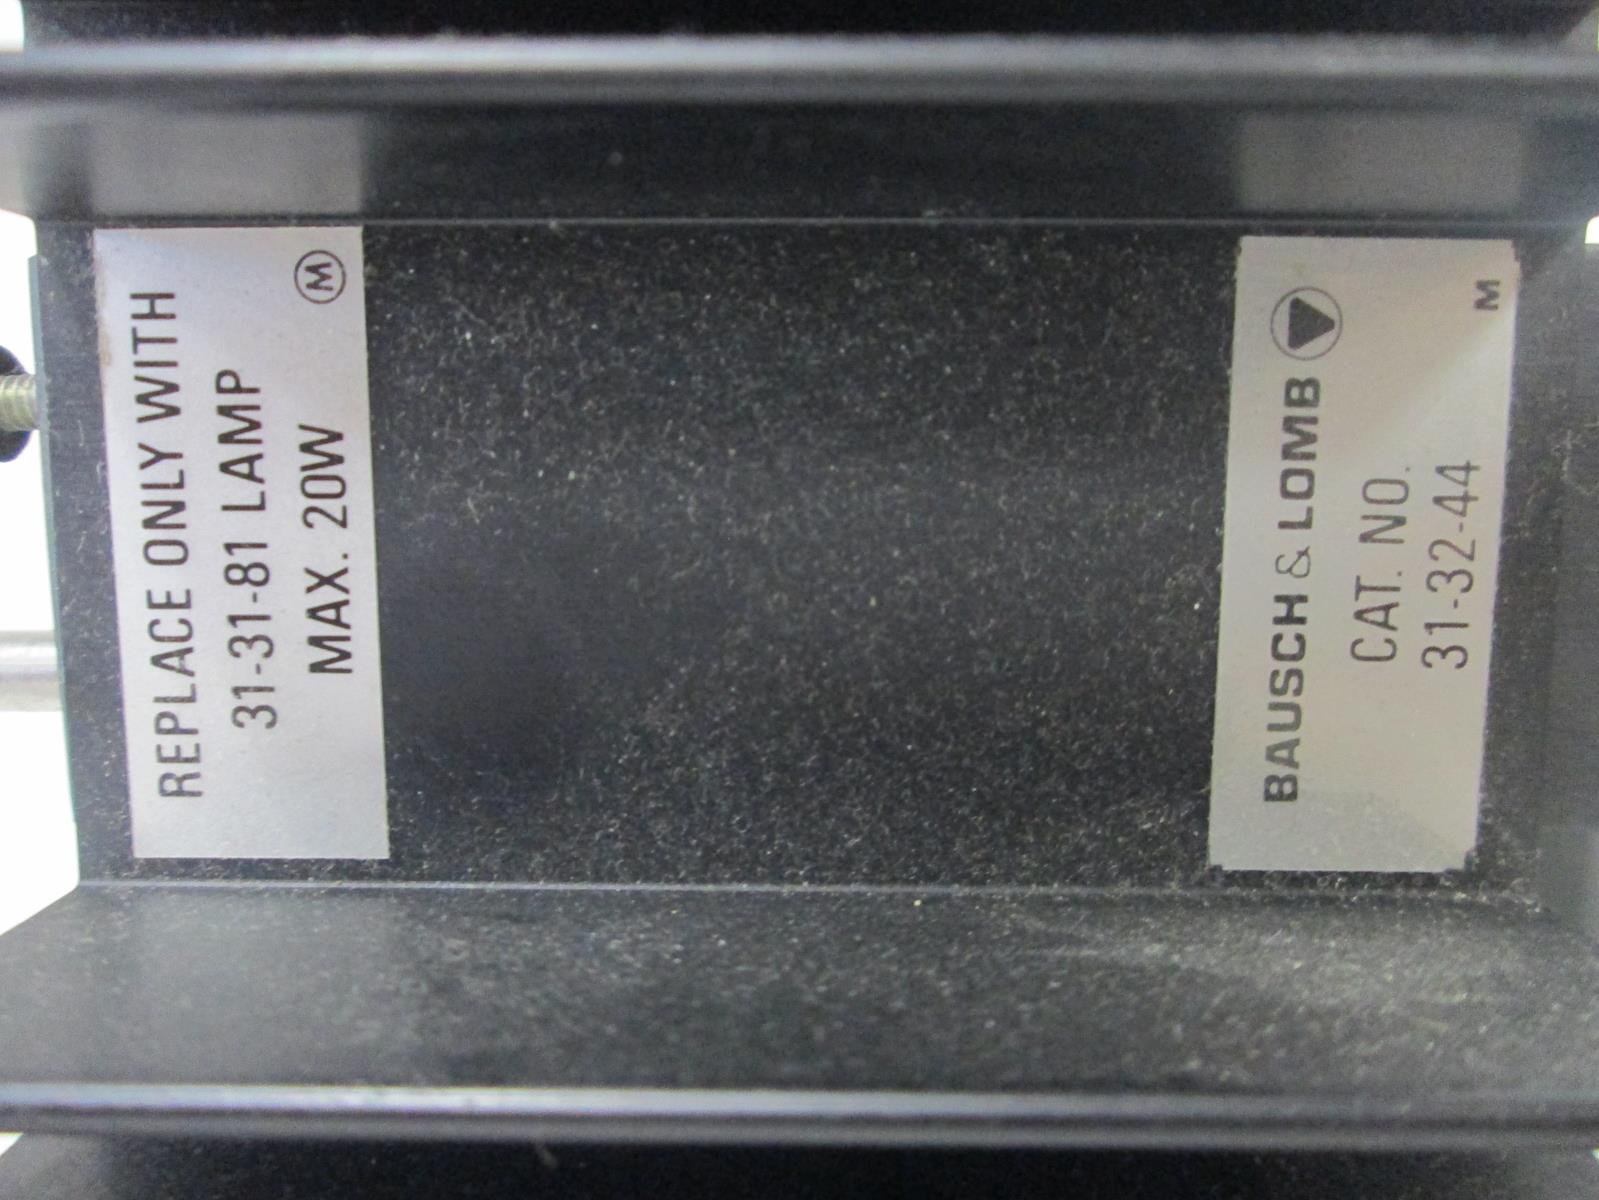 REPLACE ONLY WITH
31-31-81 LAMP
MAX. 20W
M
BAUSCH & LOMB
CAT. NO.
31-32-44
M